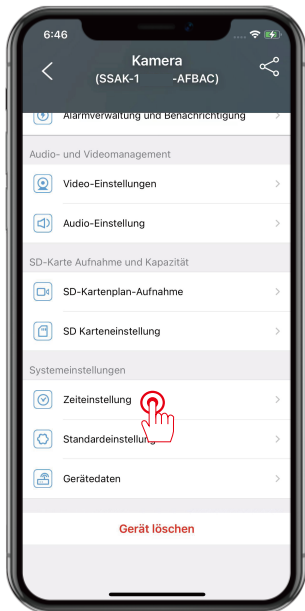 6:46
Kamera
(SSAK-1 -AFBAC)
Alarmverwaltung und Benachrichtigung
Audio- und Videomanagement
Video-Einstellungen
Audio-Einstellung
SD-Karte Aufnahme und Kapazität
SD-Kartenplan-Aufnahme
SD Karteneinstellung
Systemeinstellungen
Zeiteinstellung
Standardeinstellung
Gerätedaten
Gerät löschen